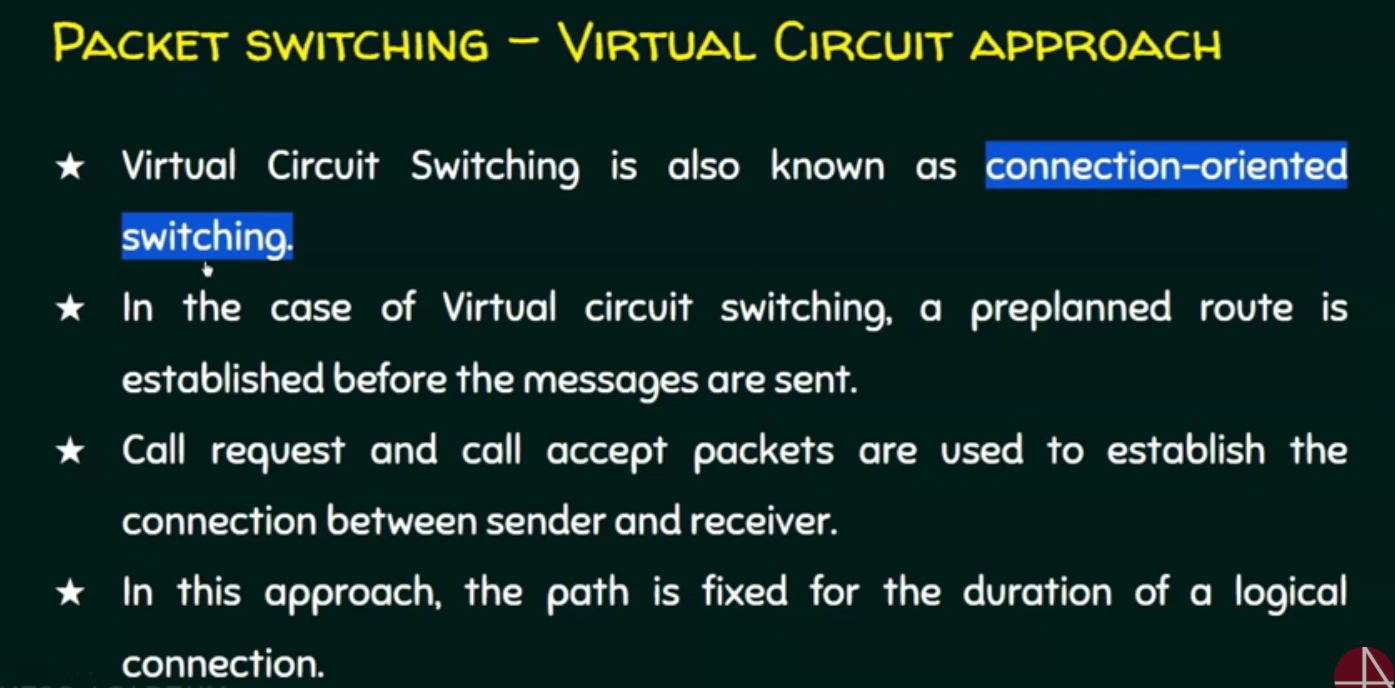 PACKET SWITCHING – VIRTUAL CIRCUIT APPROACH
★ Virtual Circuit Switching is also known as connection-oriented
switching.
★ In the case of Virtual circuit switching, a preplanned route is
established before the messages are sent.
★ Call request and call accept packets are used to establish the
connection between sender and receiver.
★ In this approach, the path is fixed for the duration of a logical
connection.